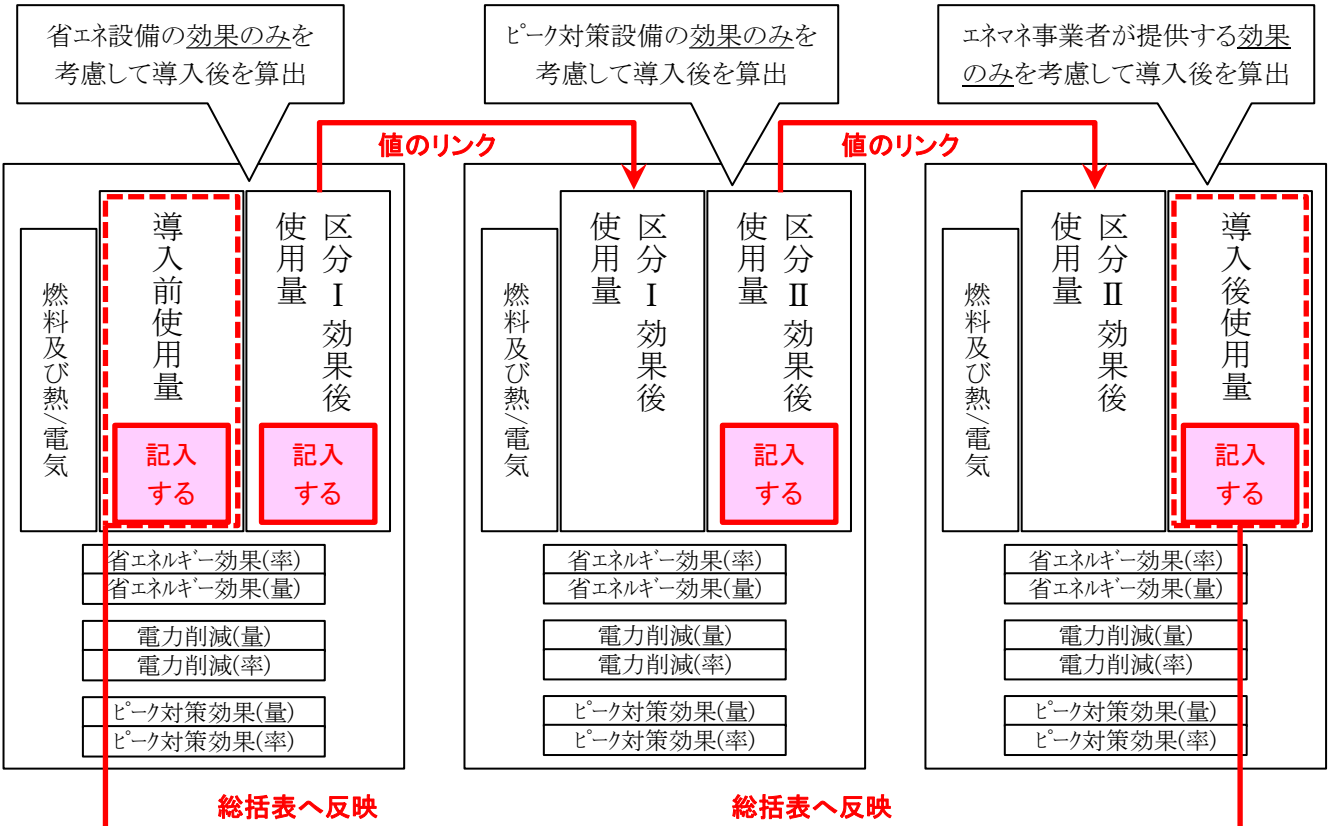 省エネ設備の効果のみを
考慮して導入後を算出
ピーク対策設備の効果のみを
考慮して導入後を算出
エネマネ事業者が提供する効果
のみを考慮して導入後を算出
値のリンク
値のリンク
燃料及び熱/電気
導入前使用量
記入
する
区分Ⅰ効果後
使用量
記入
する
省エネルギー効果(率)
省エネルギー効果(量)
電力削減(量)
電力削減(率)
ピーク対策効果(量)
ピーク対策効果(率)
燃料及び熱/電気
区分Ⅰ効果後
使用量
区分Ⅱ効果後
使用量
記入
する
省エネルギー効果(率)
省エネルギー効果(量)
電力削減(量)
電力削減(率)
ピーク対策効果(量)
ピーク対策効果(率)
燃料及び熱/電気
区分Ⅱ効果後
使用量
導入後使用量
記入
する
省エネルギー効果(率)
省エネルギー効果(量)
電力削減(量)
電力削減(率)
ピーク対策効果(量)
ピーク対策効果(率)
総括表へ反映
総括表へ反映